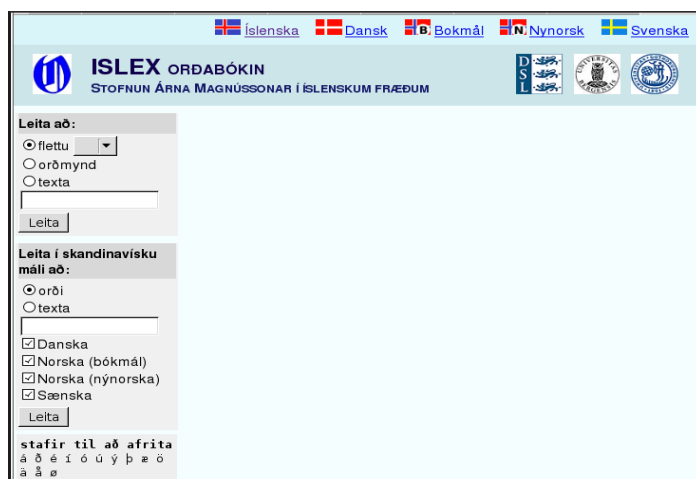 Íslenska Dansk B Bokmål N Nynorsk Svenska
ISLEX ORÐABÓKIN
STOFNUN ÁRNA MAGNÚSSONAR Í ÍSLENSKUM FRÆÐUM
D
S
L
Leita að:
flettu
orðmynd
texta
Leita
Leita í skandinavísku
máli að:
orði
texta
Danska
Norska (bókmál)
Norska (nýnorska)
Sænska
Leita
stafir til að afrita
á ð é í ó ú ý þ æ ö
ä å ø